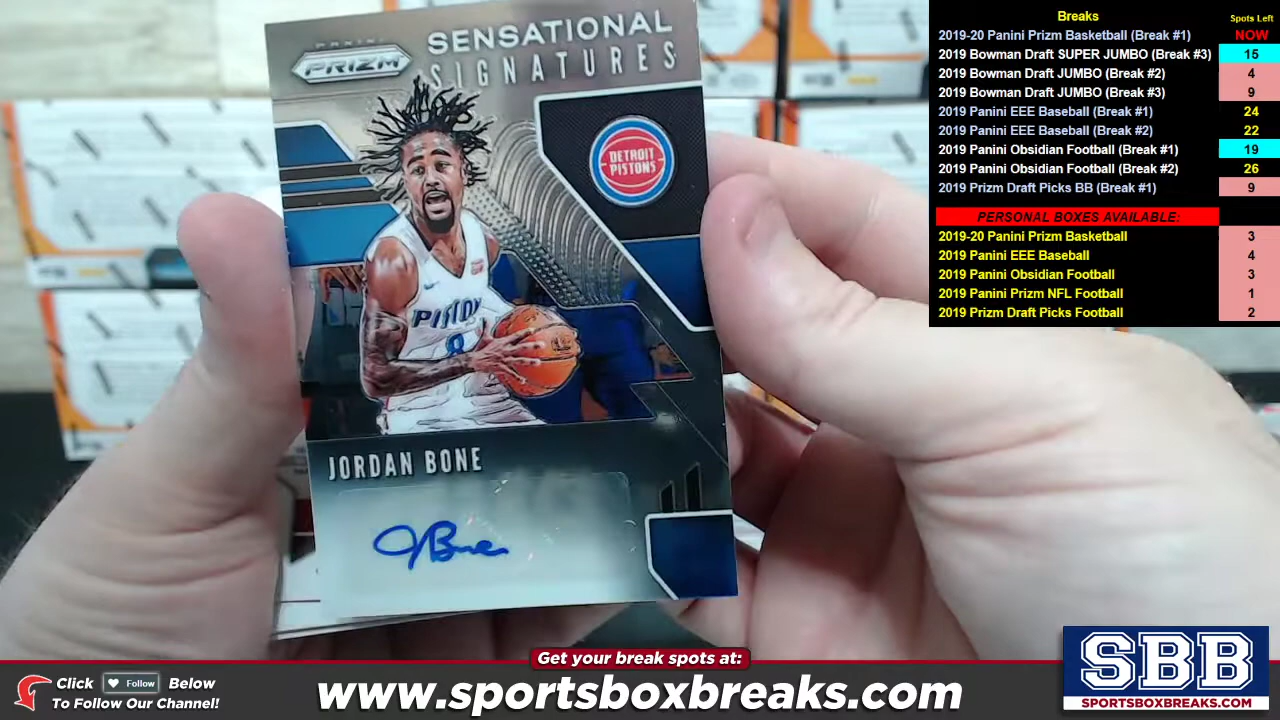 PANINI
PRIZM
SENSATIONAL
SIGNATURES
DETROIT
PISTONS
PISTON
8
JORDAN BONE
JBone
Breaks
Spots Left
2019-20 Panini Prizm Basketball (Break #1) NOW
2019 Bowman Draft SUPER JUMBO (Break #3) 15
2019 Bowman Draft JUMBO (Break #2) 4
2019 Bowman Draft JUMBO (Break #3) 9
2019 Panini EEE Baseball (Break #1) 24
2019 Panini EEE Baseball (Break #2) 22
2019 Panini Obsidian Football (Break #1) 19
2019 Panini Obsidian Football (Break #2) 26
2019 Prizm Draft Picks BB (Break #1) 9
PERSONAL BOXES AVAILABLE:
2019-20 Panini Prizm Basketball 3
2019 Panini EEE Baseball 4
2019 Panini Obsidian Football 3
2019 Panini Prizm NFL Football 1
2019 Prizm Draft Picks Football 2
Get your break spots at:
Click Follow Below
To Follow Our Channel!
www.sportsboxbreaks.com
SBB
SPORTSBOXBREAKS.COM